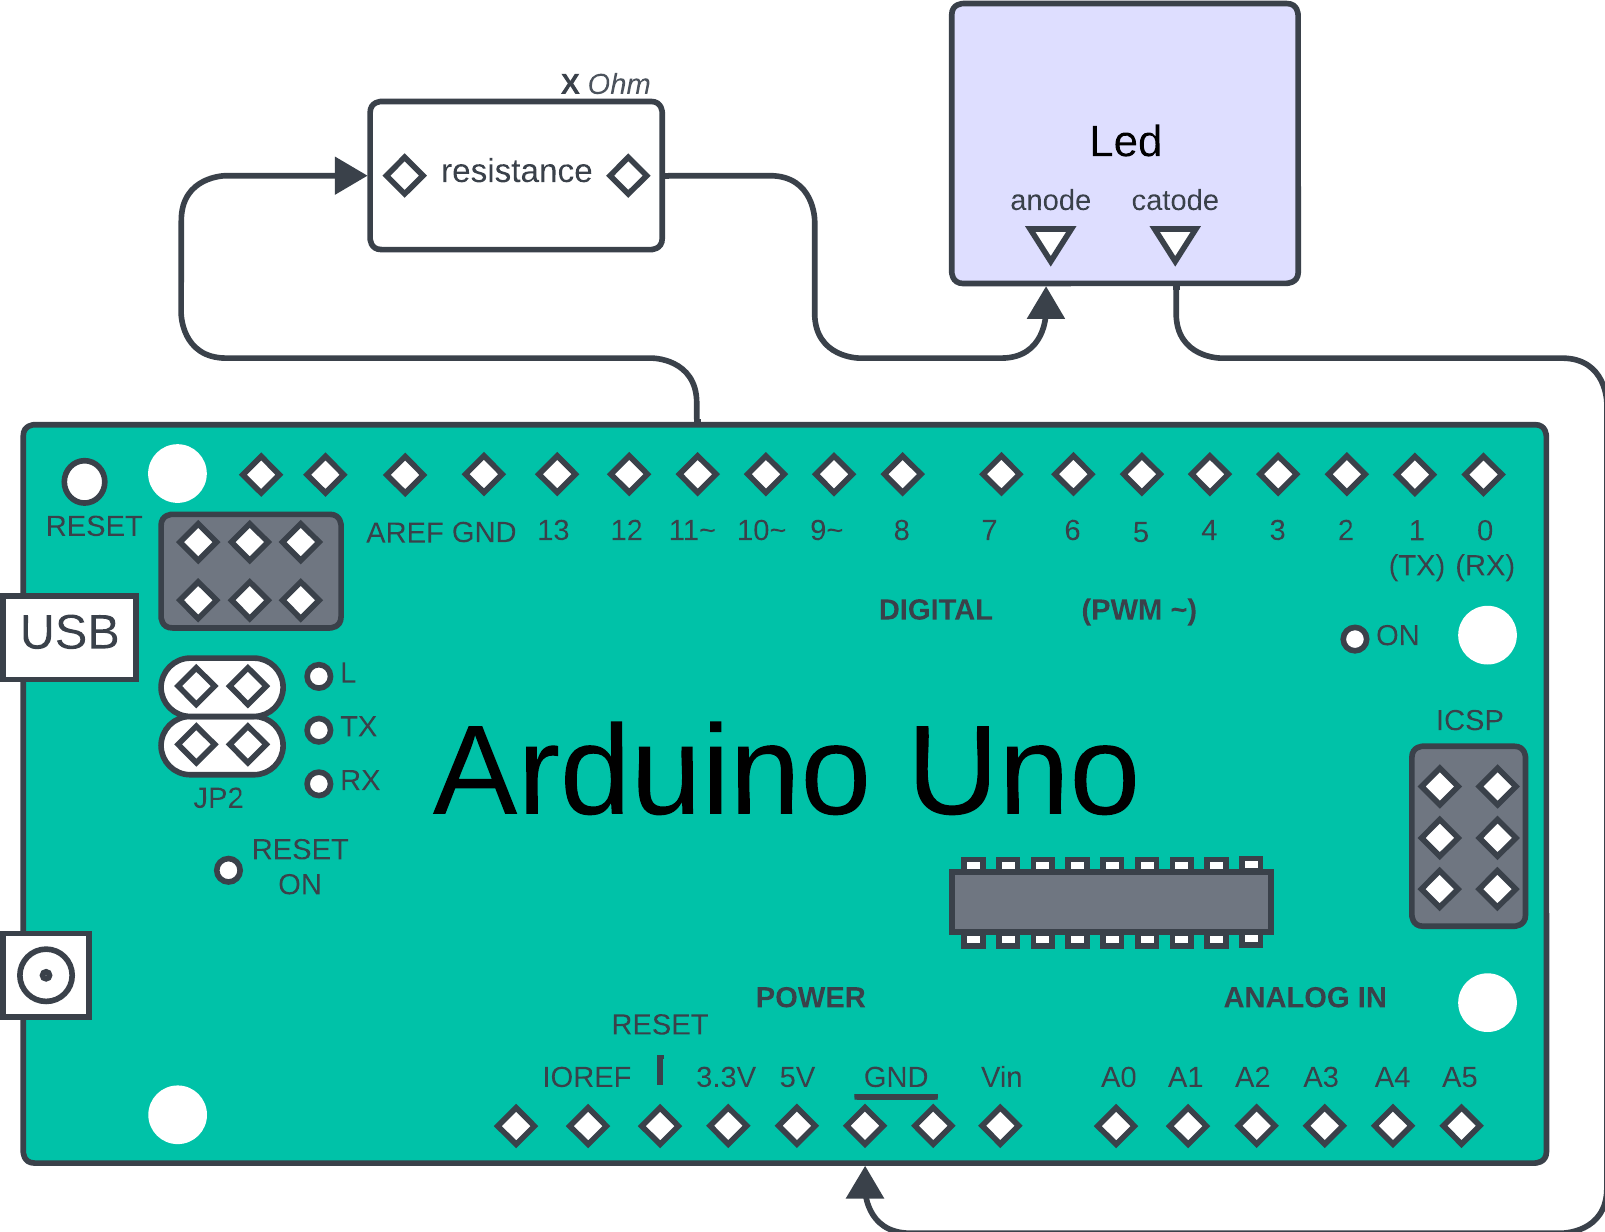 X Ohm
resistance
Led
anode catode
RESET
AREF GND 13 12 11~ 10~ 9~ 8 7 6 5 4 3 2 1 0
(TX) (RX)
DIGITAL (PWM ~)
USB
ON
L
TX
RX
JP2
ICSP
Arduino Uno
RESET
ON
POWER
ANALOG IN
RESET
IOREF 3.3V 5V GND Vin A0 A1 A2 A3 A4 A5